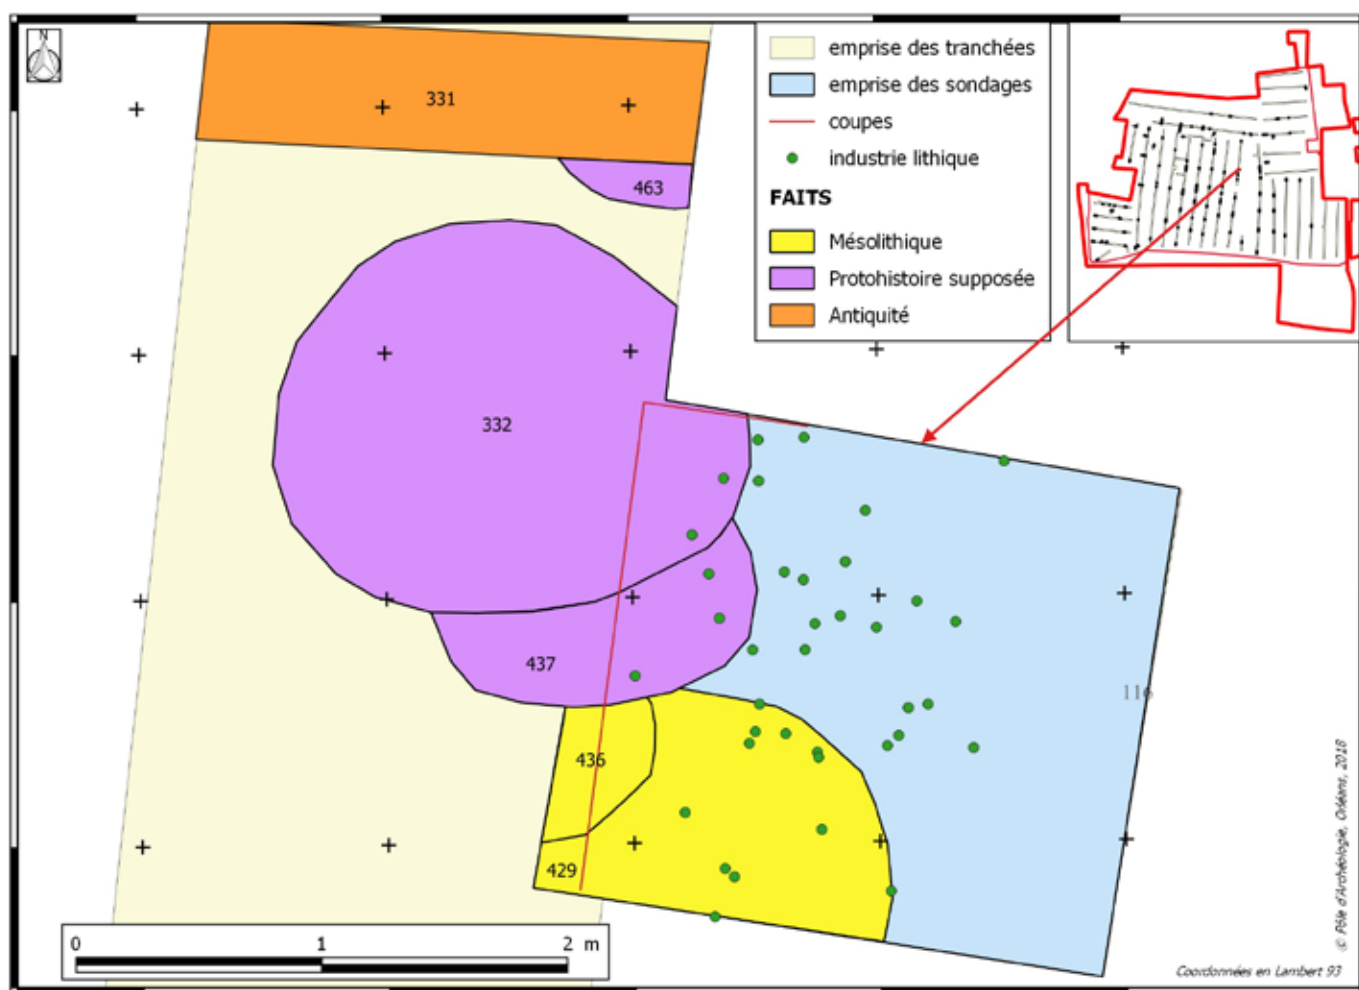 N
emprise des tranchées
emprise des sondages
coupes
industrie lithique
FAITS
Mésolithique
Protohistoire supposée
Antiquité
331
463
332
437
116
436
429
0 1 2 m
© Pôle d'Archéologie, Orléans, 2018
Coordonnées en Lambert 93